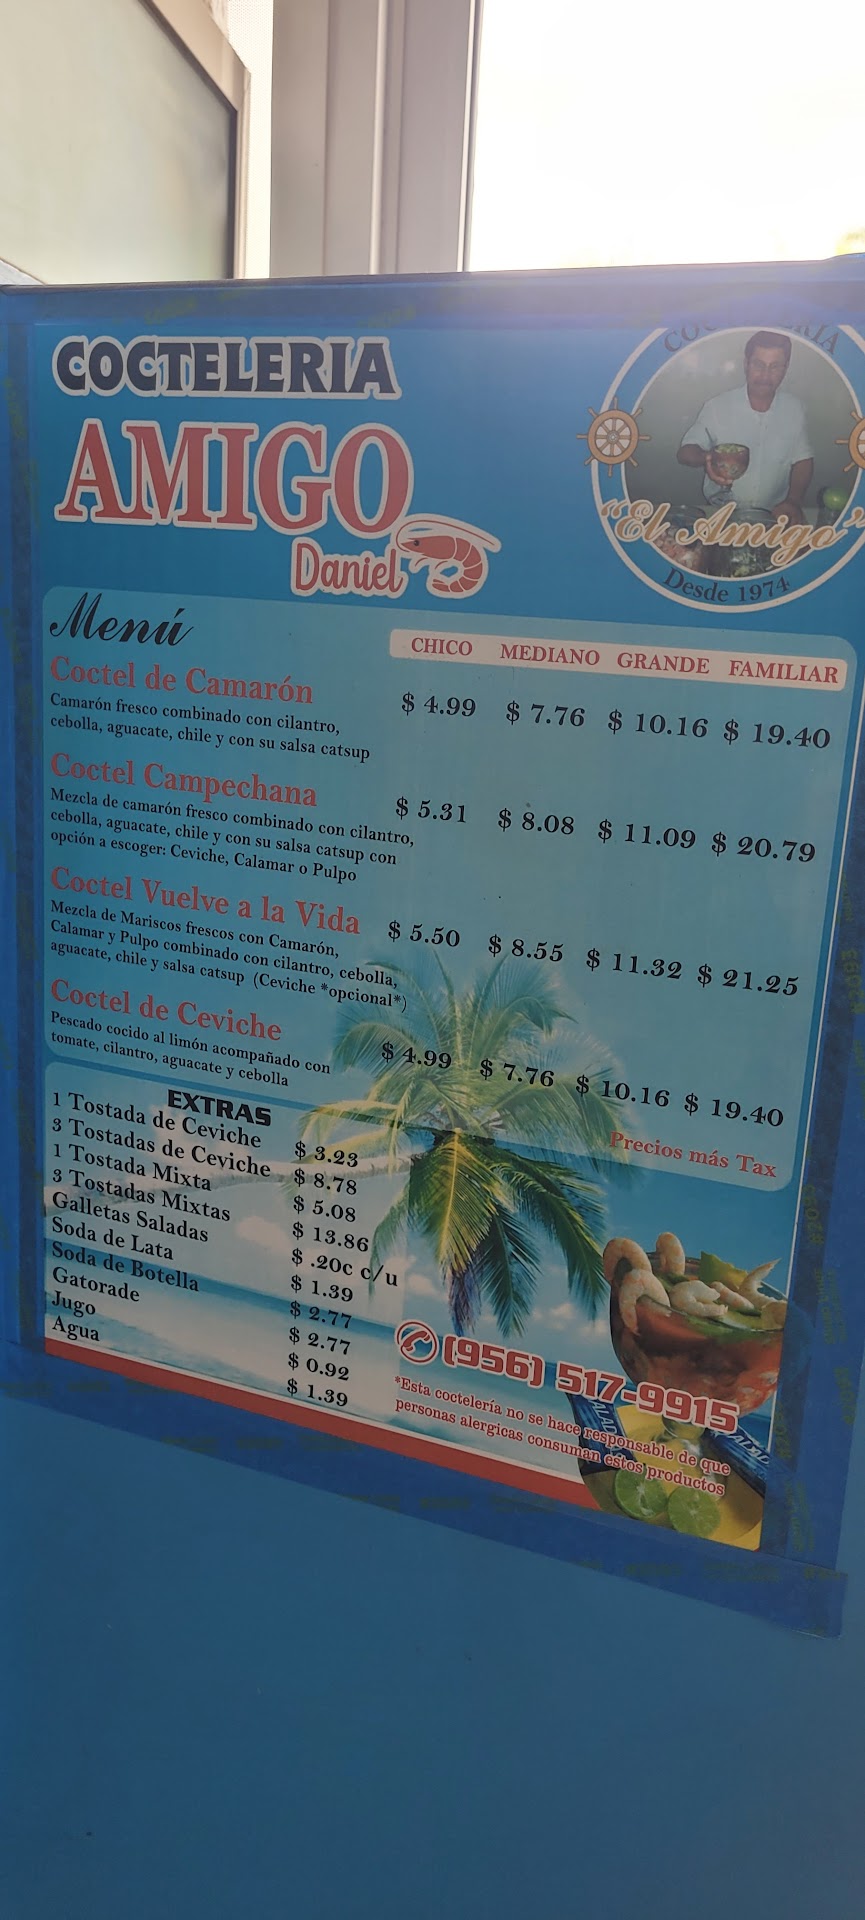 COCTELERIA
AMIGO
Daniel
"El Amigo"
Desde 1974
Menú
CHICO MEDIANO GRANDE FAMILIAR
Coctel de Camarón
Camarón fresco combinado con cilantro,
cebolla, aguacate, chile y con su salsa catsup
$ 4.99 $ 7.76 $ 10.16 $ 19.40
Coctel Campechana
Mezcla de camarón fresco combinado con cilantro,
cebolla, aguacate, chile y con su salsa catsup con
opción a escoger: Ceviche, Calamar o Pulpo
$ 5.31 $ 8.08 $ 11.09 $ 20.79
Coctel Vuelve a la Vida
Mezcla de Mariscos frescos con Camarón,
Calamar y Pulpo combinado con cilantro, cebolla,
aguacate, chile y salsa catsup (Ceviche *opcional*)
$ 5.50 $ 8.55 $ 11.32 $ 21.25
Coctel de Ceviche
Pescado cocido al limón acompañado con
tomate, cilantro, aguacate y cebolla
$ 4.99 $ 7.76 $ 10.16 $ 19.40
Precios más Tax
EXTRAS
1 Tostada de Ceviche $ 3.23
3 Tostadas de Ceviche $ 8.78
1 Tostada Mixta $ 5.08
3 Tostadas Mixtas $ 13.86
Galletas Saladas $ .20c c/u
Soda de Lata $ 1.39
Soda de Botella $ 2.77
Gatorade $ 2.77
Jugo $ 0.92
Agua $ 1.39
(956) 517-9915
*Esta coctelería no se hace responsable de que
personas alergicas consuman estos productos